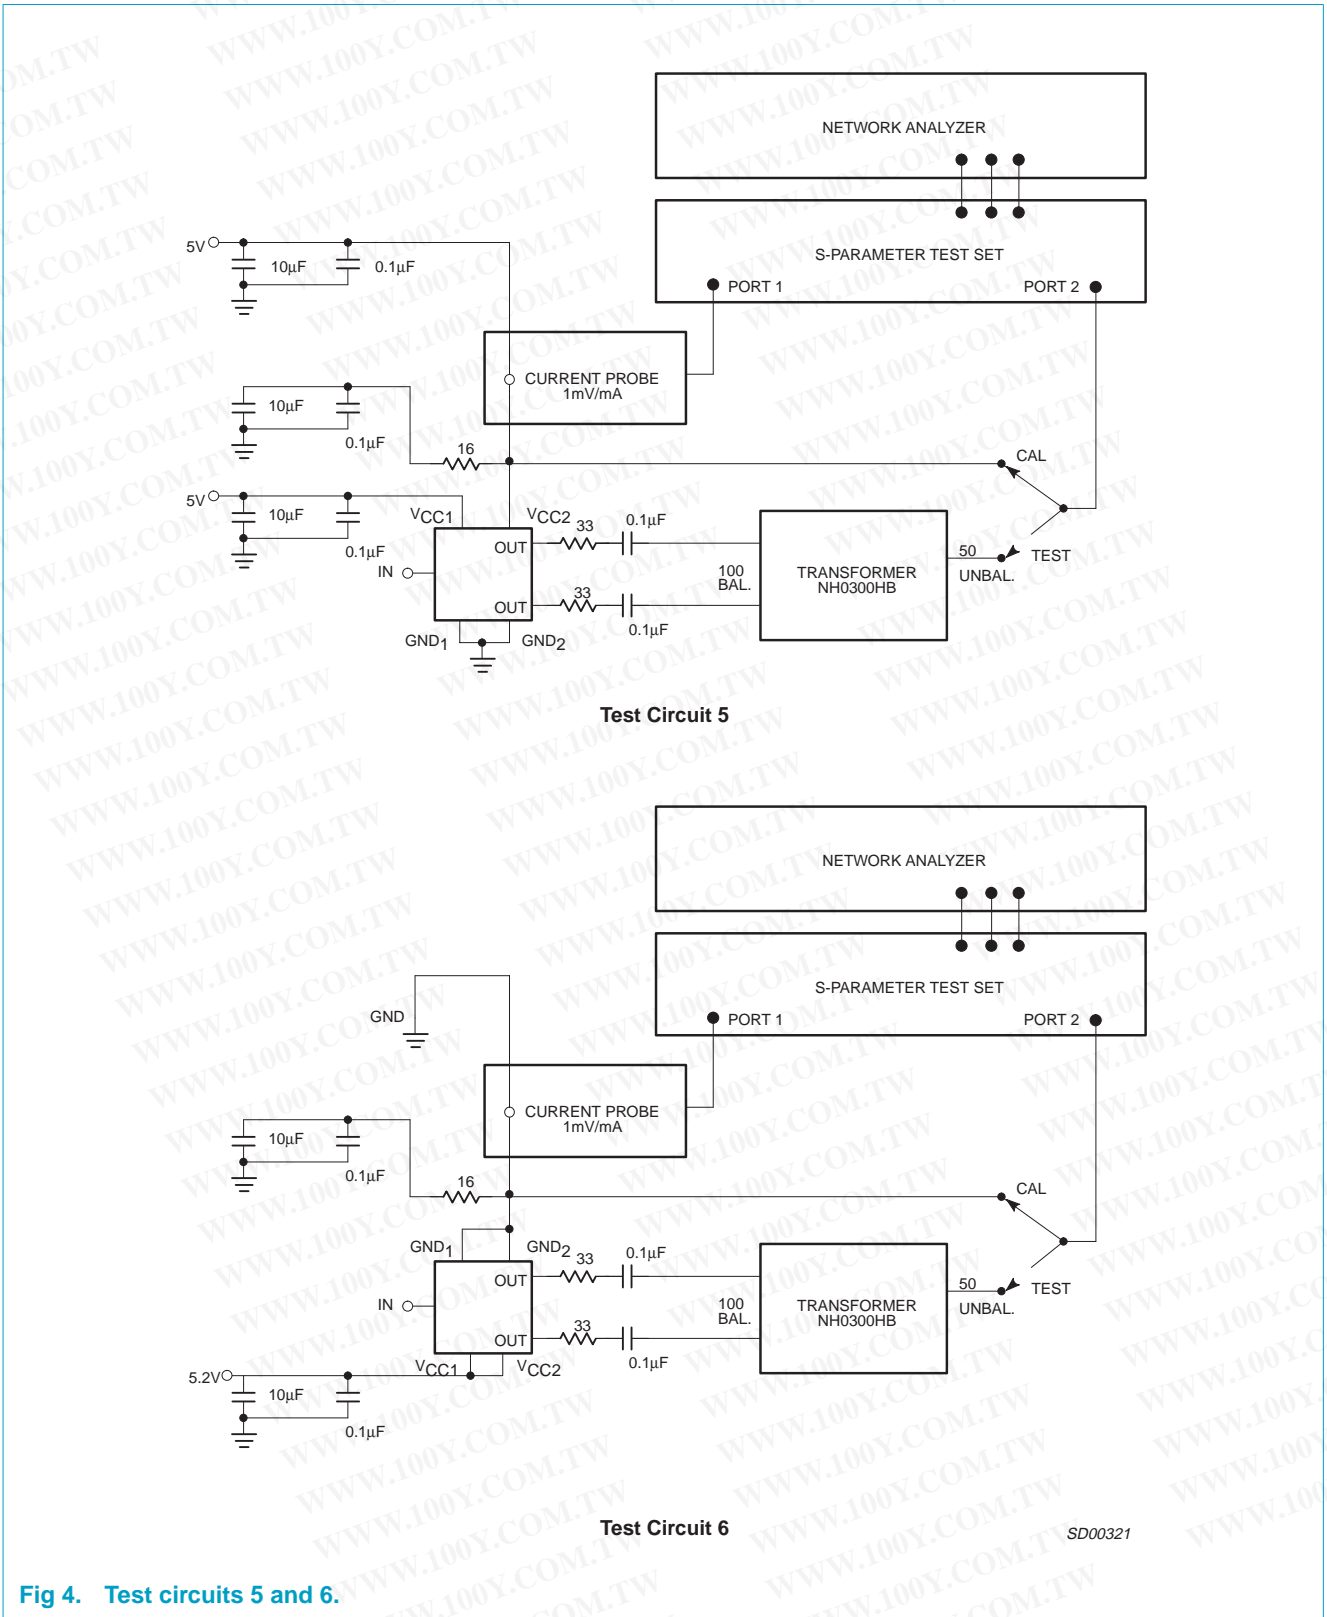 NETWORK ANALYZER
S-PARAMETER TEST SET
5V
10µF
0.1µF
PORT 1
PORT 2
CURRENT PROBE
1mV/mA
10µF
0.1µF
16
CAL
5V
10µF
0.1µF
VCC1
VCC2
33
0.1µF
OUT
IN
100
BAL.
TRANSFORMER
NH0300HB
50
UNBAL.
TEST
OUT
33
0.1µF
GND1
GND2
Test Circuit 5
NETWORK ANALYZER
S-PARAMETER TEST SET
GND
PORT 1
PORT 2
CURRENT PROBE
1mV/mA
10µF
0.1µF
16
CAL
GND1
GND2
33
0.1µF
OUT
IN
100
BAL.
TRANSFORMER
NH0300HB
50
UNBAL.
TEST
OUT
33
0.1µF
5.2V
VCC1
VCC2
10µF
0.1µF
Test Circuit 6
SD00321
Fig 4. Test circuits 5 and 6.
WWW.100Y.COM.TW